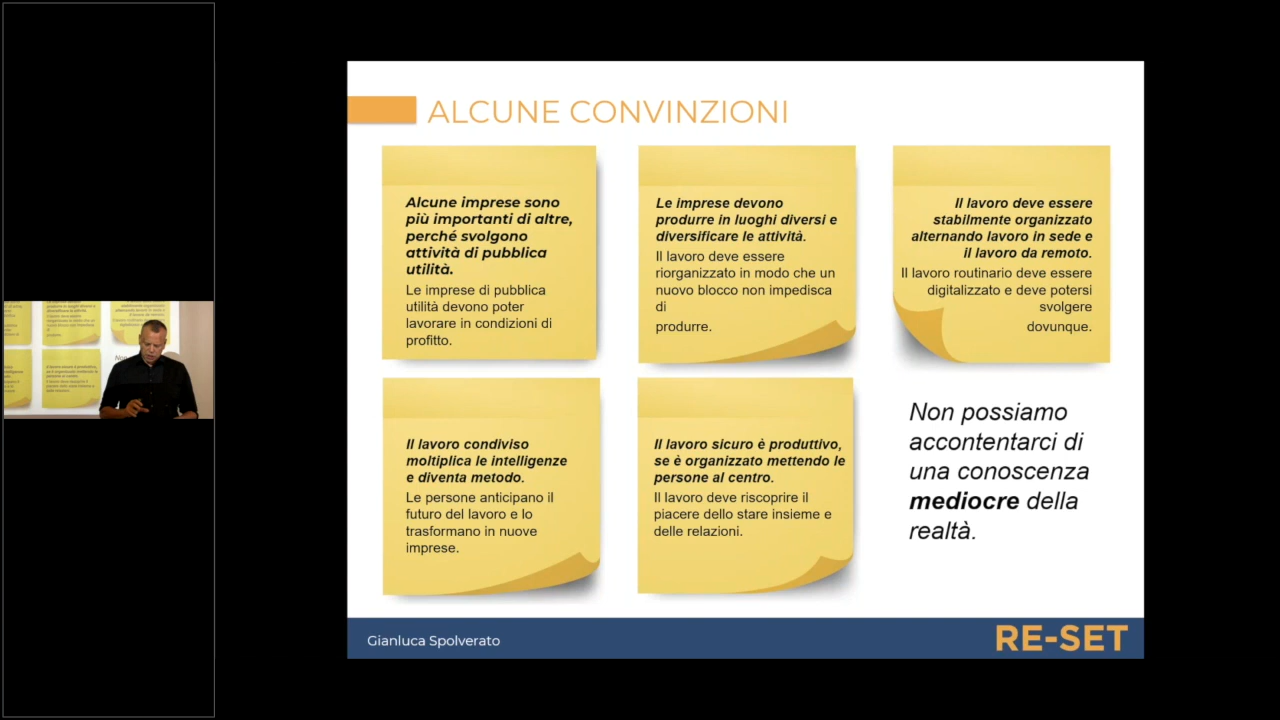 ALCUNE CONVINZIONI
Alcune imprese sono
più importanti di altre,
perché svolgono
attività di pubblica
utilità.
Le imprese di pubblica
utilità devono poter
lavorare in condizioni di
profitto.
Le imprese devono
produrre in luoghi diversi e
diversificare le attività.
Il lavoro deve essere
riorganizzato in modo che un
nuovo blocco non impedisca
di
produrre.
Il lavoro deve essere
stabilmente organizzato
alternando lavoro in sede e
il lavoro da remoto.
Il lavoro routinario deve essere
digitalizzato e deve potersi
svolgere
dovunque.
Il lavoro condiviso
moltiplica le intelligenze
e diventa metodo.
Le persone anticipano il
futuro del lavoro e lo
trasformano in nuove
imprese.
Il lavoro sicuro è produttivo,
se è organizzato mettendo le
persone al centro.
Il lavoro deve riscoprire il
piacere dello stare insieme e
delle relazioni.
Non possiamo
accontentarci di
una conoscenza
mediocre della
realtà.
Gianluca Spolverato
RE-SET